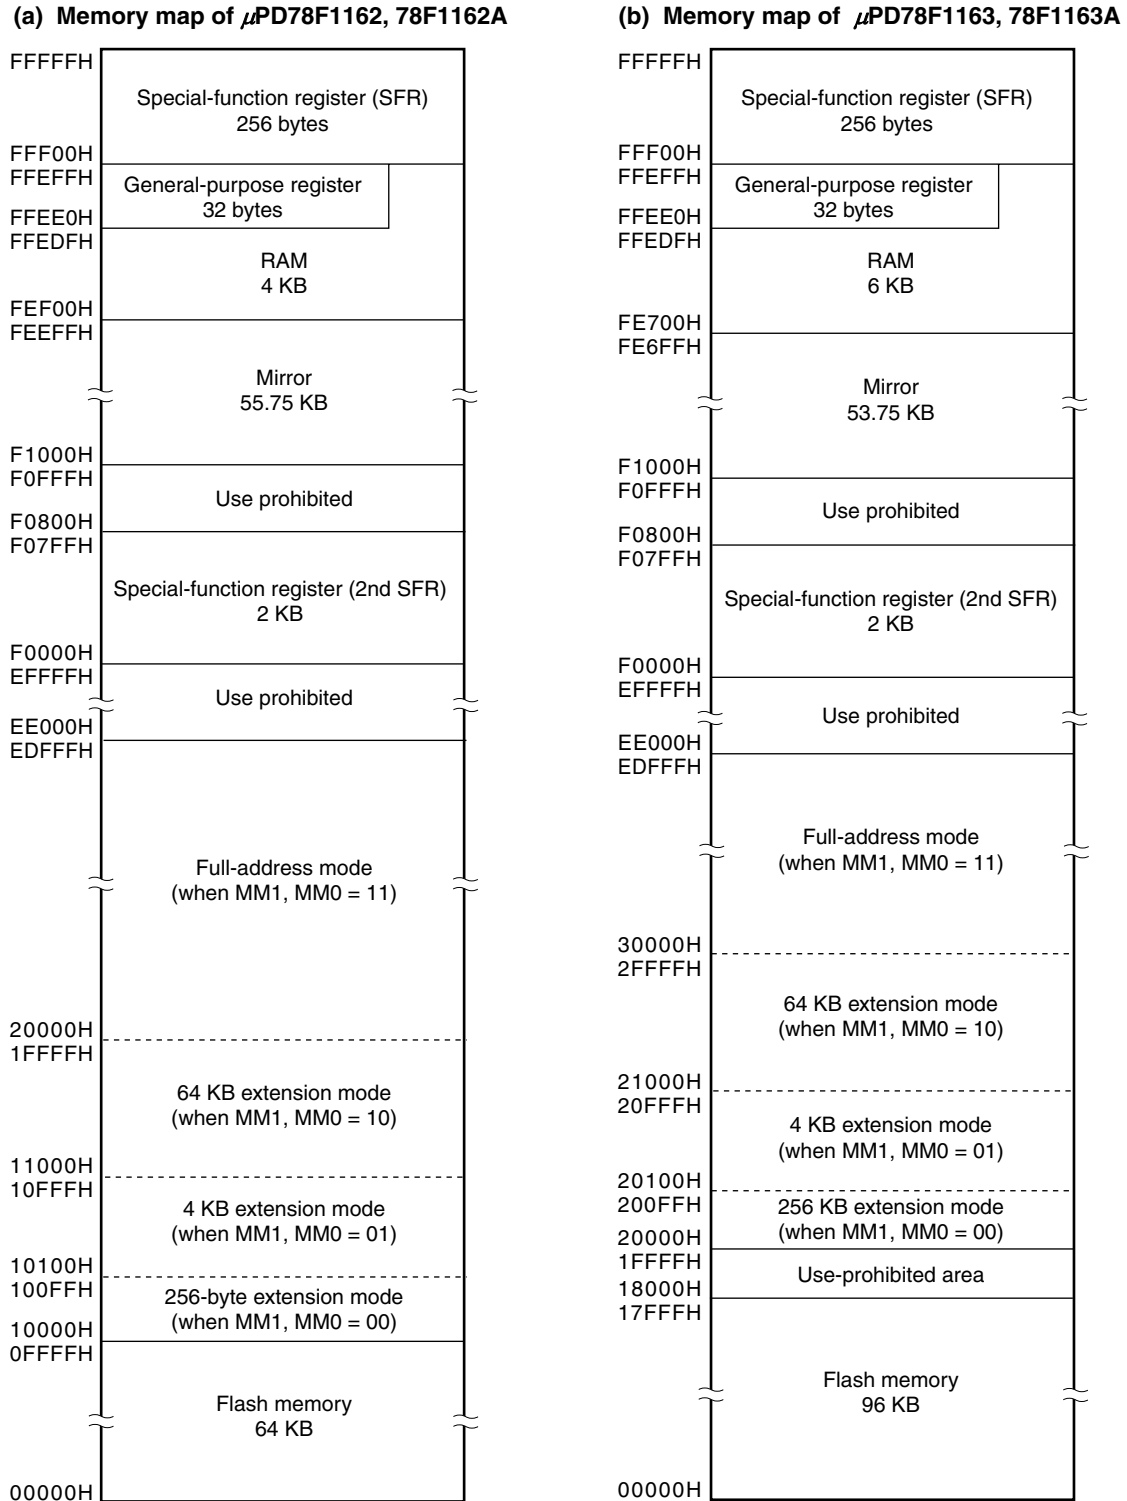 (a) Memory map of μPD78F1162, 78F1162A
FFFFFH
Special-function register (SFR)
256 bytes
FFF00H
FFEFFH
General-purpose register
32 bytes
FFEE0H
FFEDFH
RAM
4 KB
FEF00H
FEEFFH
Mirror
55.75 KB
F1000H
F0FFFH
Use prohibited
F0800H
F07FFH
Special-function register (2nd SFR)
2 KB
F0000H
EFFFFH
Use prohibited
EE000H
EDFFFH
Full-address mode
(when MM1, MM0 = 11)
20000H
1FFFFH
64 KB extension mode
(when MM1, MM0 = 10)
11000H
10FFFH
4 KB extension mode
(when MM1, MM0 = 01)
10100H
100FFH
256-byte extension mode
(when MM1, MM0 = 00)
10000H
0FFFFH
Flash memory
64 KB
00000H
(b) Memory map of μPD78F1163, 78F1163A
FFFFFH
Special-function register (SFR)
256 bytes
FFF00H
FFEFFH
General-purpose register
32 bytes
FFEE0H
FFEDFH
RAM
6 KB
FE700H
FE6FFH
Mirror
53.75 KB
F1000H
F0FFFH
Use prohibited
F0800H
F07FFH
Special-function register (2nd SFR)
2 KB
F0000H
EFFFFH
Use prohibited
EE000H
EDFFFH
Full-address mode
(when MM1, MM0 = 11)
30000H
2FFFFH
64 KB extension mode
(when MM1, MM0 = 10)
21000H
20FFFH
4 KB extension mode
(when MM1, MM0 = 01)
20100H
200FFH
256 KB extension mode
(when MM1, MM0 = 00)
20000H
1FFFFH
Use-prohibited area
18000H
17FFFH
Flash memory
96 KB
00000H